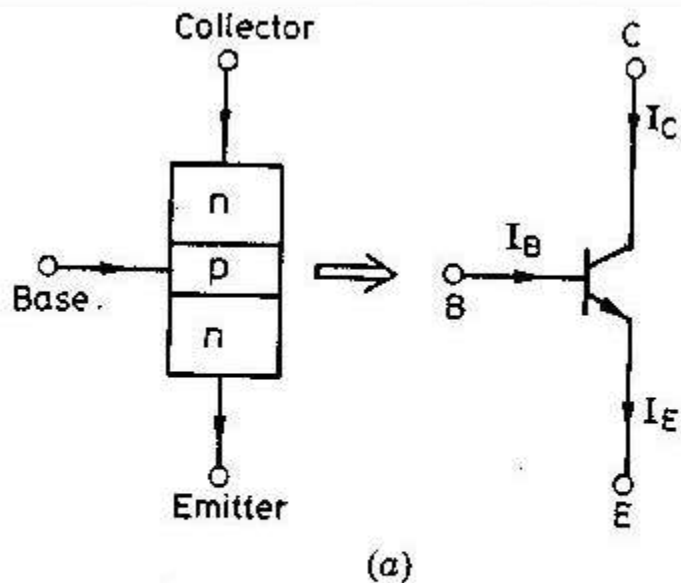 Collector
C
I_C
n
I_B
p
Base.
B
n
I_E
Emitter
E
(a)